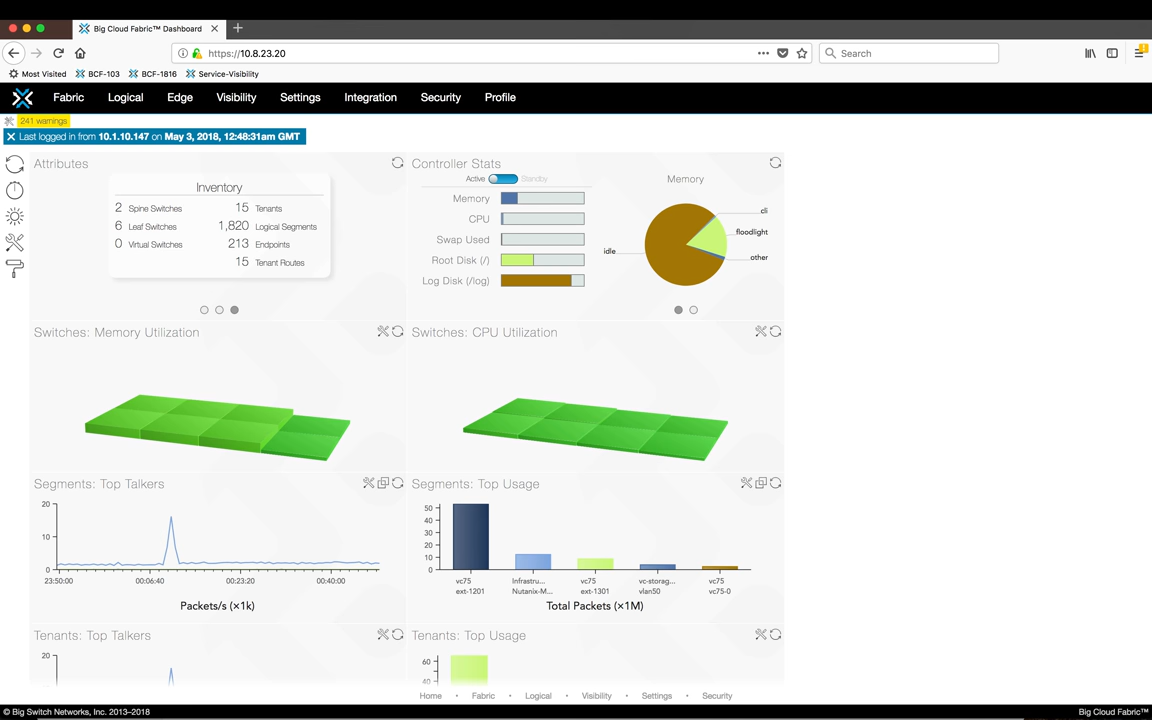 Big Cloud Fabric™ Dashboard
https://10.8.23.20
Search
Most Visited BCF-103 BCF-1816 Service-Visibility
Fabric Logical Edge Visibility Settings Integration Security Profile
241 warnings
Last logged in from 10.1.10.147 on May 3, 2018, 12:48:31am GMT
Attributes
Inventory
2 Spine Switches 15 Tenants
6 Leaf Switches 1,820 Logical Segments
0 Virtual Switches 213 Endpoints
15 Tenant Routes
Controller Stats
Active Standby
Memory
CPU
Swap Used
Root Disk (/)
Log Disk (/log)
Memory
cli
floodlight
idle
other
Switches: Memory Utilization
Switches: CPU Utilization
Segments: Top Talkers
20
10
0
23:50:00 00:06:40 00:23:20 00:40:00
Packets/s (×1k)
Segments: Top Usage
50
40
30
20
10
0
vc75 Infrastru... vc75 vc-storag... vc75
ext-1201 Nutanix-M... ext-1301 vlan50 vc75-0
Total Packets (×1M)
Tenants: Top Talkers
20
Tenants: Top Usage
60
40
Home • Fabric • Logical • Visibility • Settings • Security
© Big Switch Networks, Inc. 2013–2018 Big Cloud Fabric™